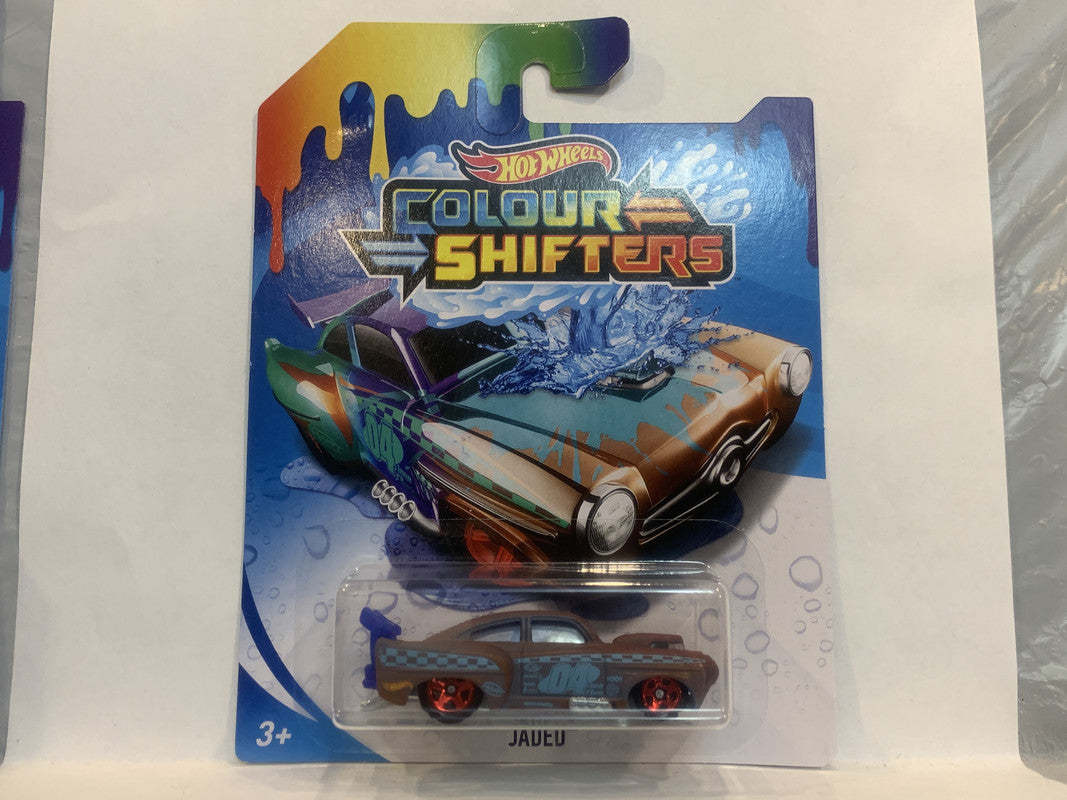 HOT WHEELS
COLOUR
SHIFTERS
04
04
3+
JADED